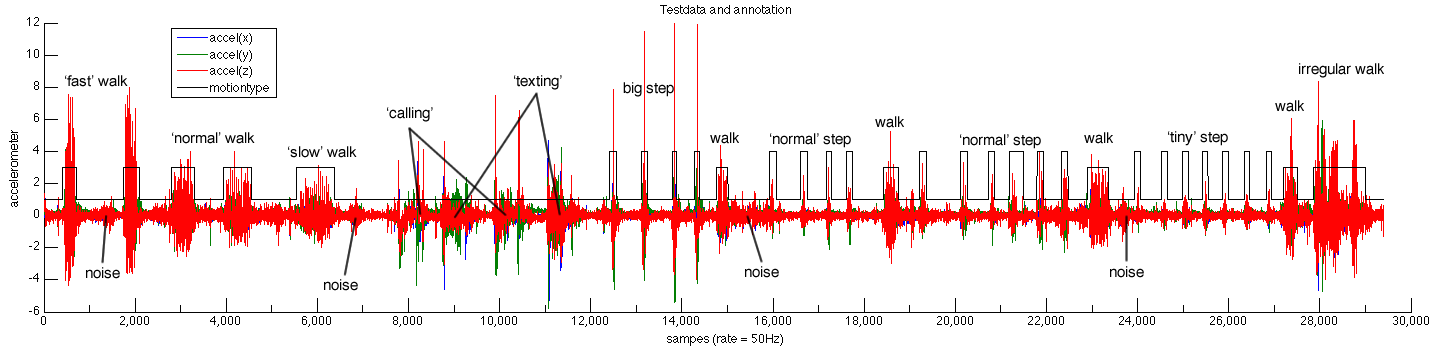 Testdata and annotation
accel(x)
accel(y)
accel(z)
motiontype
'fast' walk
'normal' walk
'slow' walk
'calling'
'texting'
big step
walk
'normal' step
walk
'normal' step
walk
'tiny' step
walk
irregular walk
noise
noise
noise
noise
accelerometer
12
10
8
6
4
2
0
-2
-4
-6
0 2,000 4,000 6,000 8,000 10,000 12,000 14,000 16,000 18,000 20,000 22,000 24,000 26,000 28,000 30,000
sampes (rate = 50Hz)